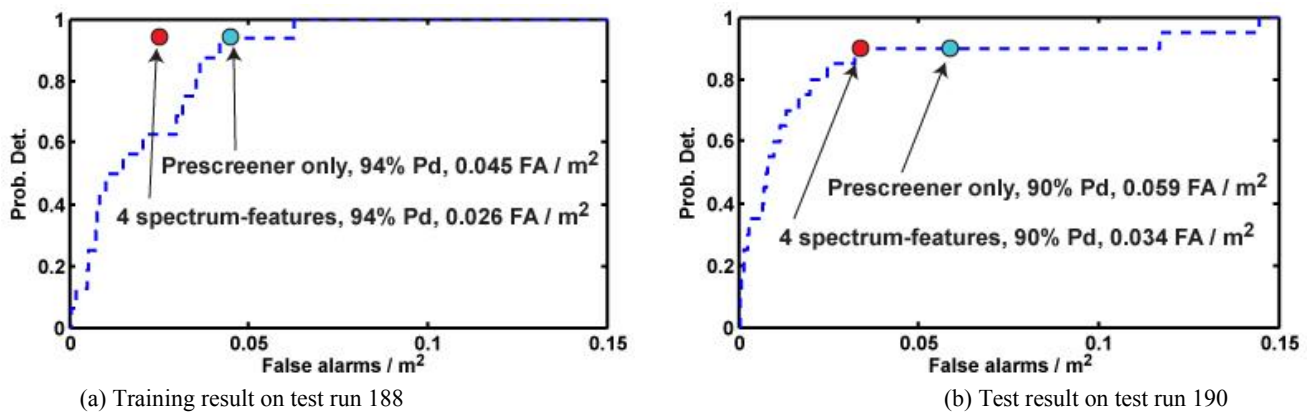 1
0.8
0.6
0.4
0.2
0
Prob. Det.
0
0.05
0.1
0.15
False alarms / m²
Prescreener only, 94% Pd, 0.045 FA / m²
4 spectrum-features, 94% Pd, 0.026 FA / m²
(a) Training result on test run 188
1
0.8
0.6
0.4
0.2
0
Prob. Det.
0
0.05
0.1
0.15
False alarms / m²
Prescreener only, 90% Pd, 0.059 FA / m²
4 spectrum-features, 90% Pd, 0.034 FA / m²
(b) Test result on test run 190